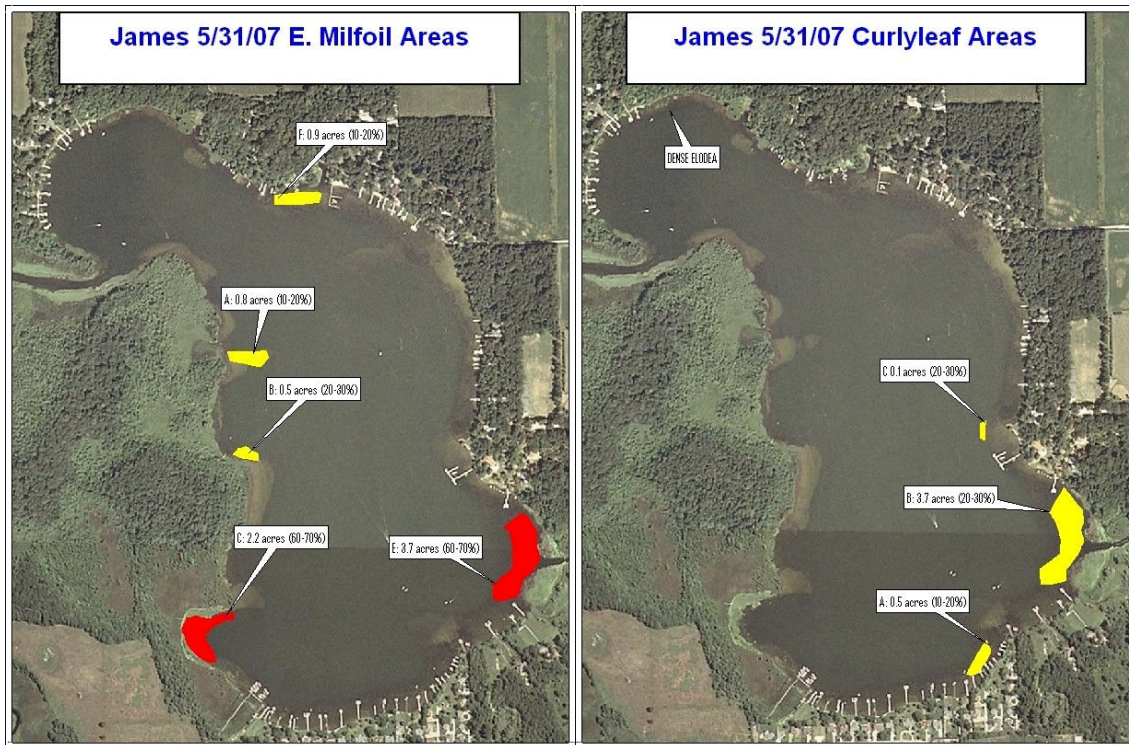 James 5/31/07 E. Milfoil Areas
F: 0.9 acres (10-20%)
A: 0.8 acres (10-20%)
B: 0.5 acres (20-30%)
C: 2.2 acres (60-70%)
E: 3.7 acres (60-70%)
James 5/31/07 Curlyleaf Areas
DENSE ELODEA
C 0.1 acres (20-30%)
B: 3.7 acres (20-30%)
A: 0.5 acres (10-20%)